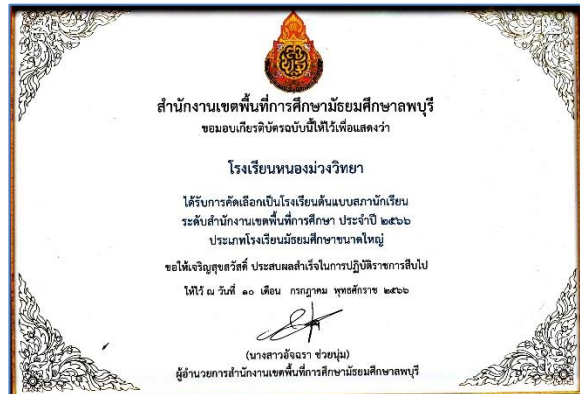 สำนักงานเขตพื้นที่การศึกษามัธยมศึกษาลพบุรี
ขอมอบเกียรติบัตรฉบับนี้ให้ไว้เพื่อแสดงว่า
โรงเรียนหนองม่วงวิทยา
ได้รับการคัดเลือกเป็นโรงเรียนต้นแบบสภานักเรียน
ระดับสำนักงานเขตพื้นที่การศึกษา ประจำปี ๒๕๖๖
ประเภทโรงเรียนมัธยมศึกษาขนาดใหญ่
ขอให้เจริญสุขสวัสดิ์ ประสบผลสำเร็จในการปฏิบัติราชการสืบไป
ให้ไว้ ณ วันที่ ๑๐ เดือน กรกฎาคม พุทธศักราช ๒๕๖๖
(นางสาวอัจฉรา ช่วยนุ่ม)
ผู้อำนวยการสำนักงานเขตพื้นที่การศึกษามัธยมศึกษาลพบุรี